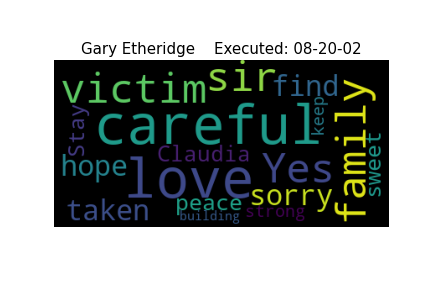 Gary Etheridge    Executed: 08-20-02
victim
sir
find
Stay
careful
keep
family
hope
Claudia
love
Yes
sweet
taken
peace
sorry
building
strong